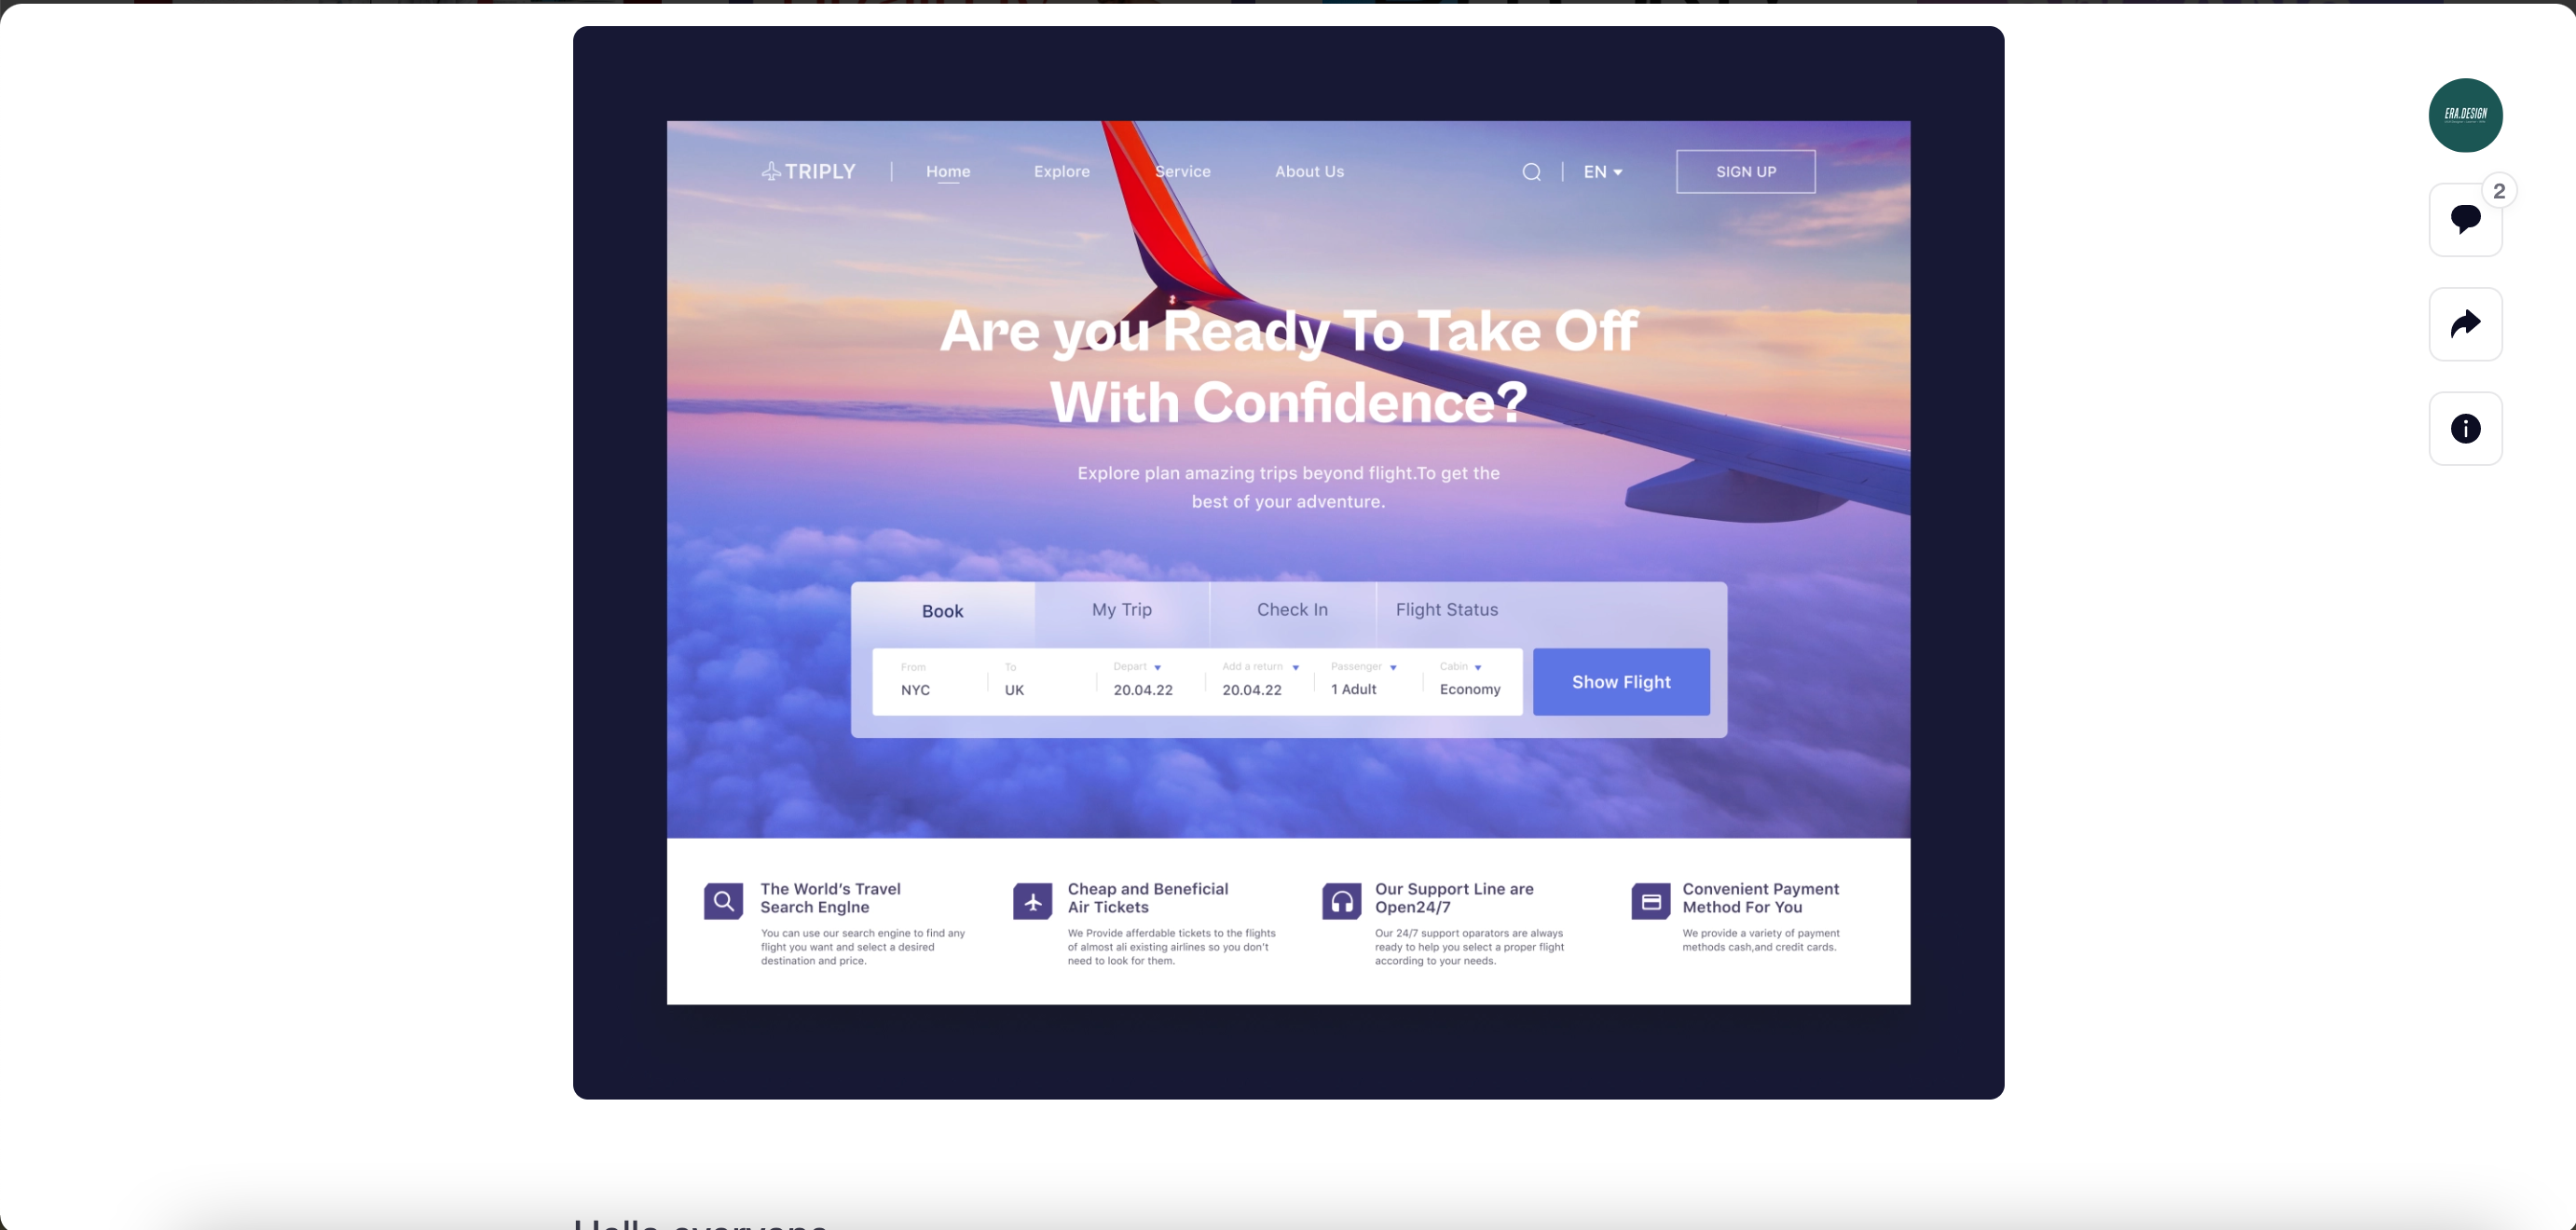 ERA.DESIGN
2
TRIPLY
Home
Explore
Service
About Us
EN
SIGN UP
Are you Ready To Take Off
With Confidence?
Explore plan amazing trips beyond flight.To get the
best of your adventure.
Book
My Trip
Check In
Flight Status
From
NYC
To
UK
Depart
20.04.22
Add a return
20.04.22
Passenger
1 Adult
Cabin
Economy
Show Flight
The World's Travel
Search EngIne
You can use our search engine to find any
flight you want and select a desired
destination and price.
Cheap and Beneficial
Air Tickets
We Provide afferdable tickets to the flights
of almost ali existing airlines so you don't
need to look for them.
Our Support Line are
Open24/7
Our 24/7 support oparators are always
ready to help you select a proper flight
according to your needs.
Convenient Payment
Method For You
We provide a variety of payment
methods cash,and credit cards.